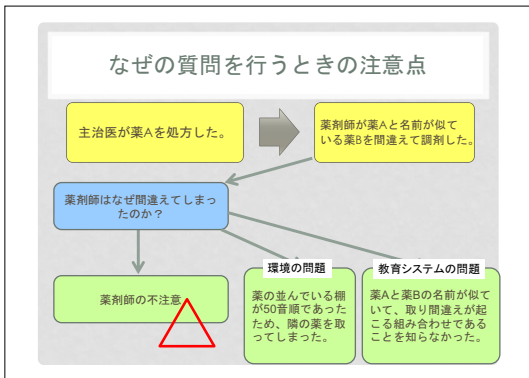 なぜの質問を行うときの注意点
主治医が薬Aを処方した。
薬剤師が薬Aと名前が似て
いる薬Bを間違えて調剤した。
薬剤師はなぜ間違えてしまっ
たのか？
薬剤師の不注意
環境の問題
薬の並んでいる棚
が50音順であった
ため、隣の薬を取
ってしまった。
教育システムの問題
薬Aと薬Bの名前が似て
いて、取り間違えが起
こる組み合わせである
ことを知らなかった。